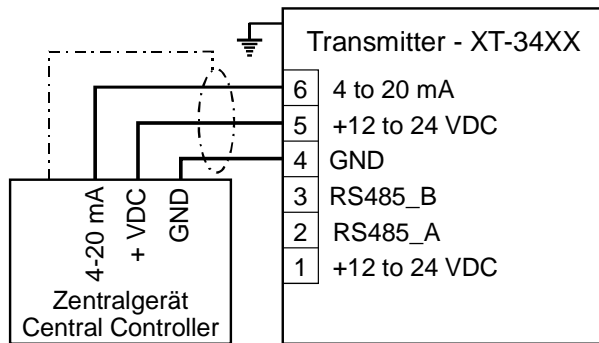 Transmitter - XT-34XX
6 4 to 20 mA
5 +12 to 24 VDC
4 GND
3 RS485_B
2 RS485_A
1 +12 to 24 VDC
4-20 mA
+ VDC
GND
Zentralgerät
Central Controller